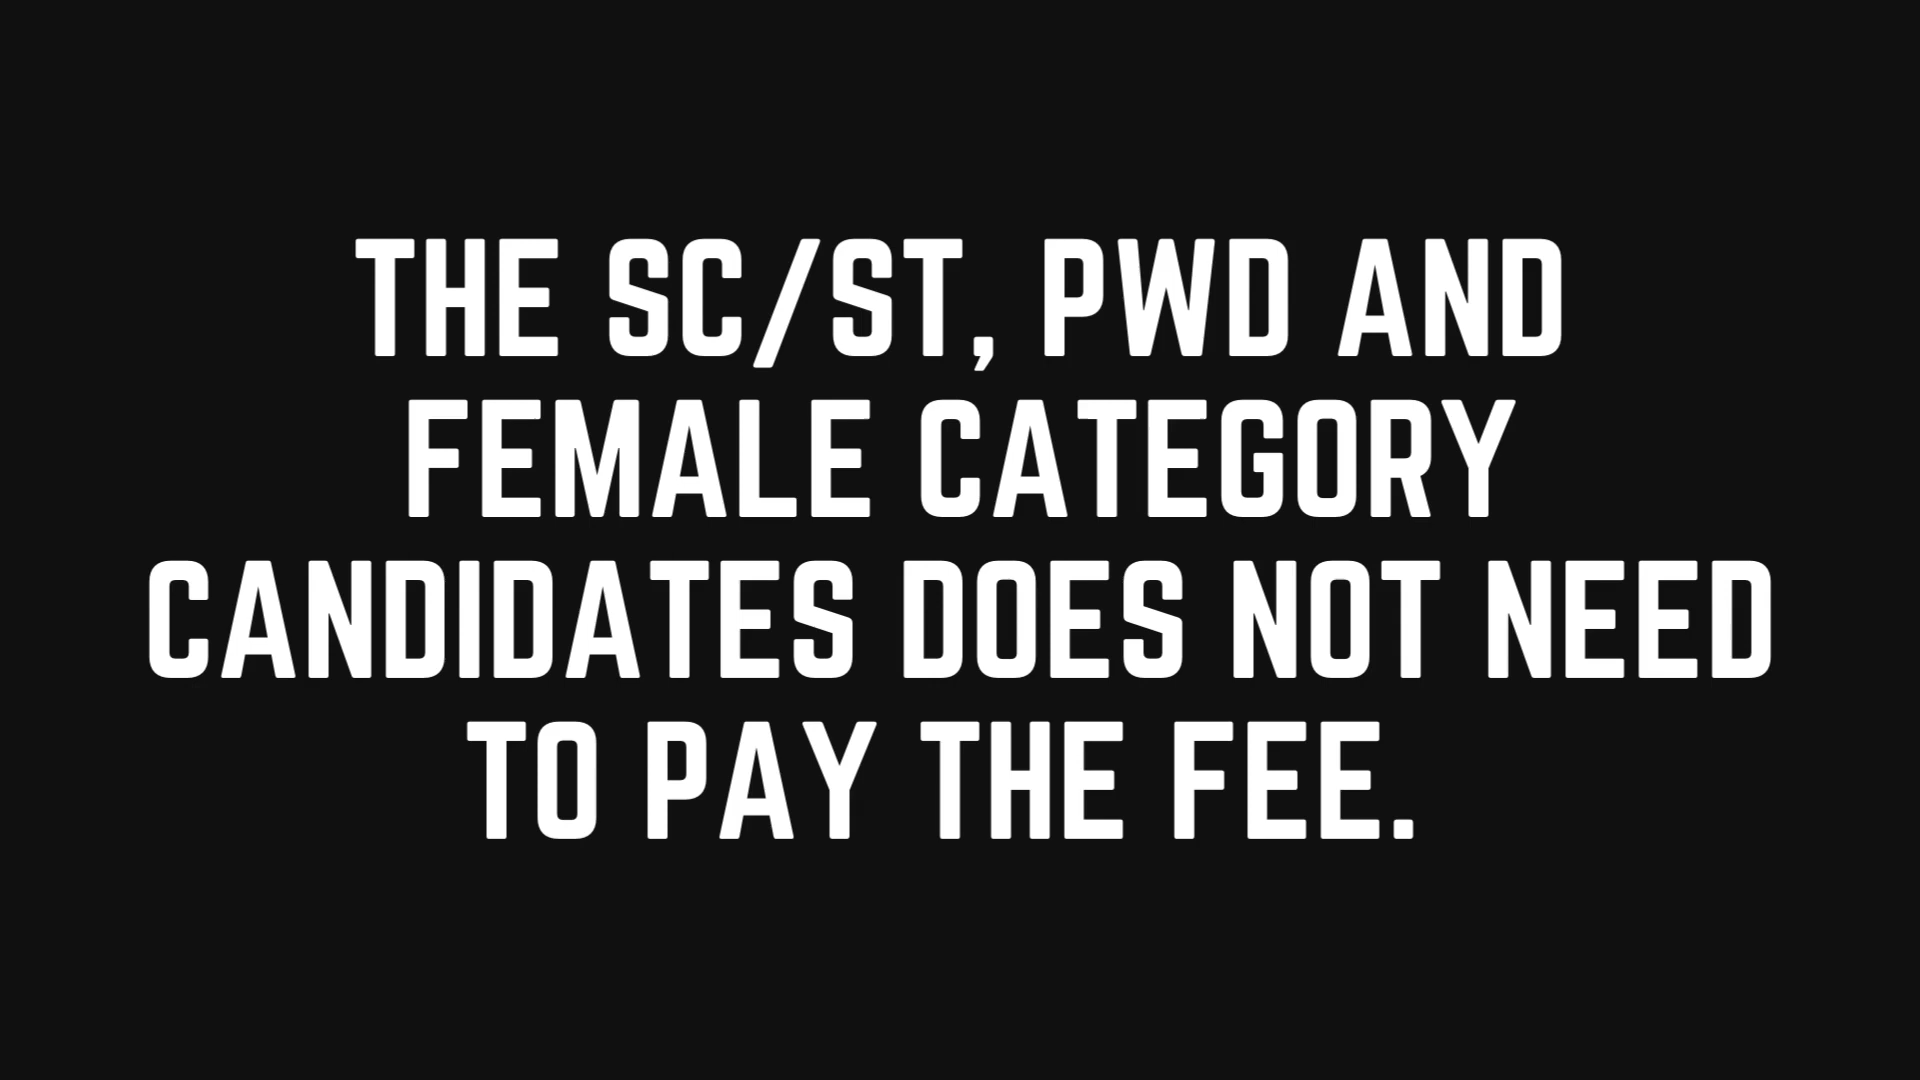 THE SC/ST, PWD AND
FEMALE CATEGORY
CANDIDATES DOES NOT NEED
TO PAY THE FEE.